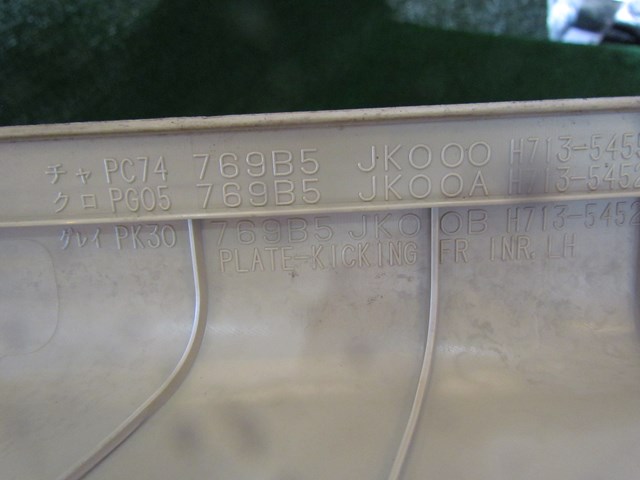 チャ PC74 769B5 JK000 H713-545
クロ PG05 769B5 JK00A H713-5452
グレイ PK30 769B5 JK00B H713-5452
PLATE-KICKING FR INR. LH